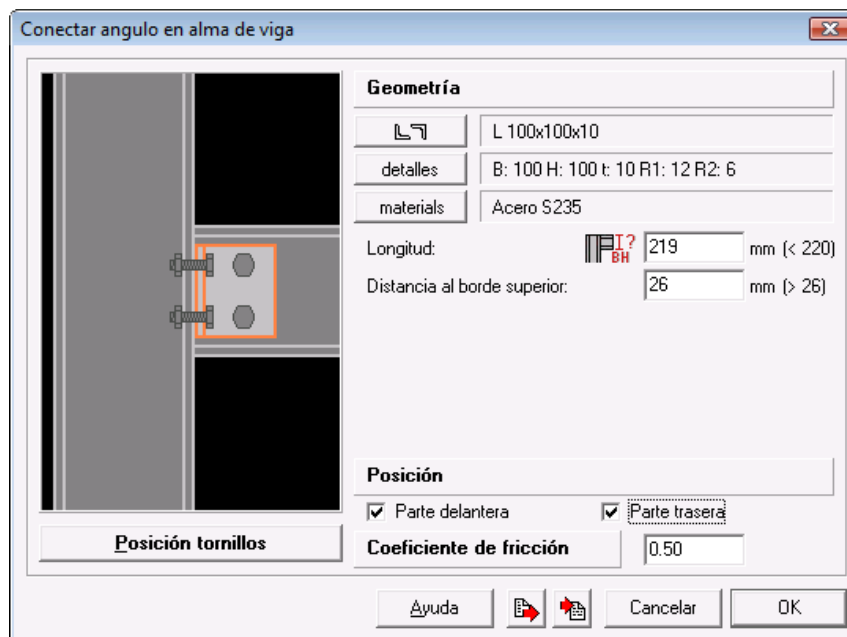 Conectar angulo en alma de viga
Geometría
L 100x100x10
detalles B: 100 H: 100 t: 10 R1: 12 R2: 6
materials Acero S235
Longitud: I? BH 219 mm (< 220)
Distancia al borde superior: 26 mm (> 26)
Posición
Parte delantera Parte trasera
Posición tornillos
Coeficiente de fricción 0.50
Ayuda Cancelar OK